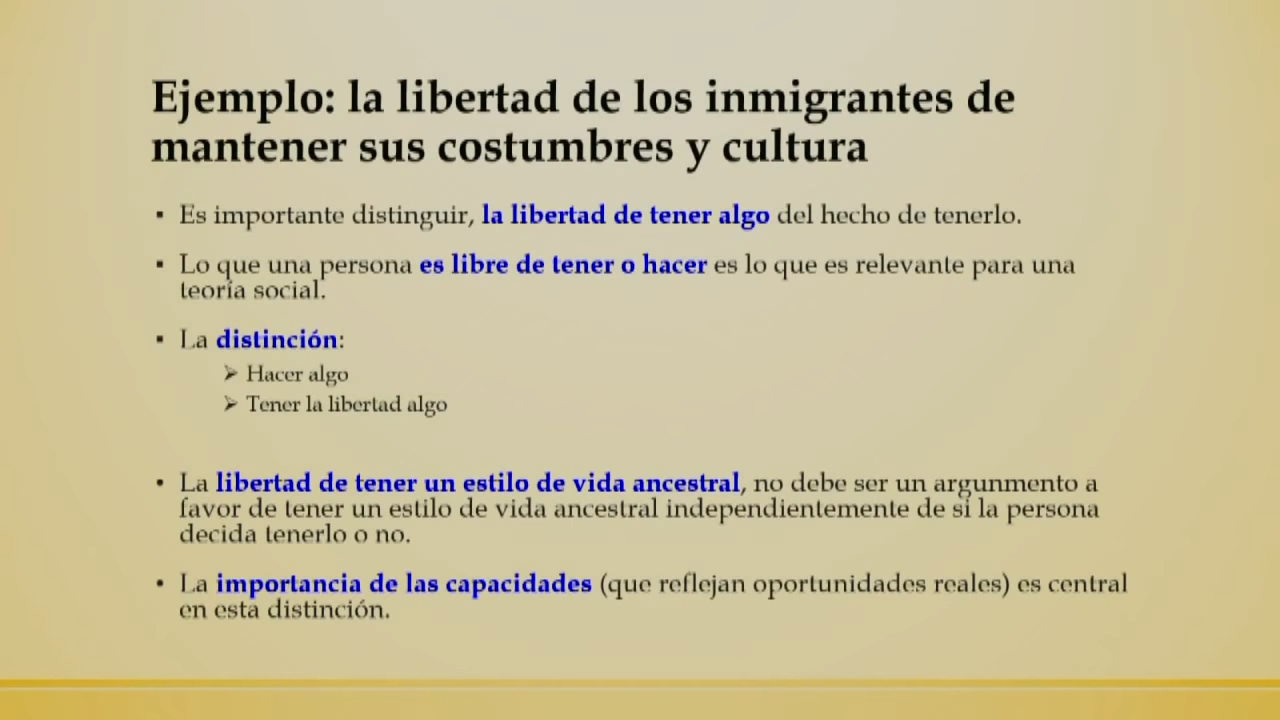 Ejemplo: la libertad de los inmigrantes de
mantener sus costumbres y cultura
▪ Es importante distinguir, la libertad de tener algo del hecho de tenerlo.
▪ Lo que una persona es libre de tener o hacer es lo que es relevante para una
teoría social.
▪ La distinción:
➢ Hacer algo
➢ Tener la libertad algo
• La libertad de tener un estilo de vida ancestral, no debe ser un argunmento a
favor de tener un estilo de vida ancestral independientemente de si la persona
decida tenerlo o no.
• La importancia de las capacidades (que reflejan oportunidades reales) es central
en esta distinción.